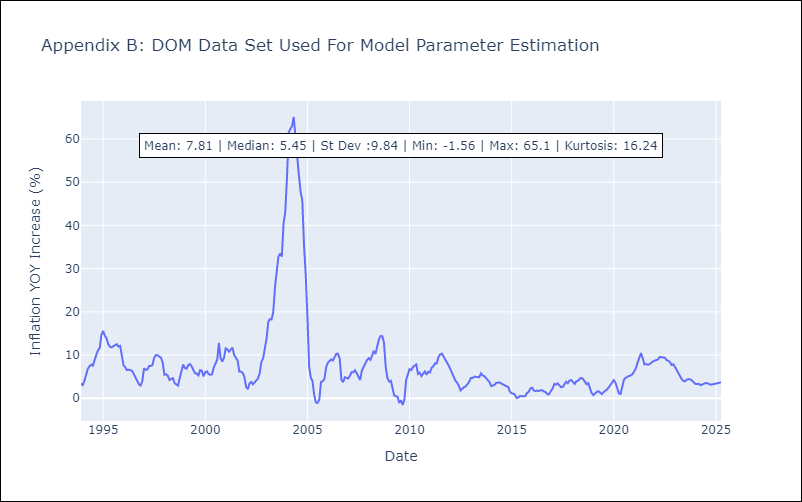 Appendix B: DOM Data Set Used For Model Parameter Estimation
Mean: 7.81 | Median: 5.45 | St Dev :9.84 | Min: -1.56 | Max: 65.1 | Kurtosis: 16.24
Inflation YOY Increase (%)
60
50
40
30
20
10
0
1995 2000 2005 2010 2015 2020 2025
Date